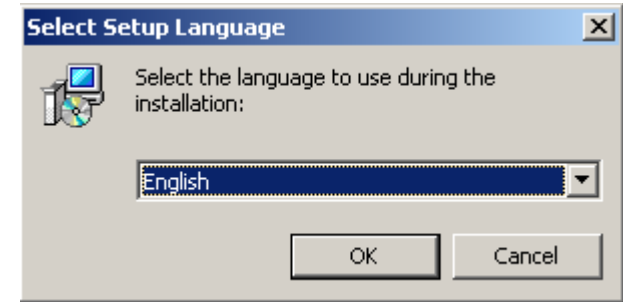 Select Setup Language
Select the language to use during the
installation:
English
OK
Cancel